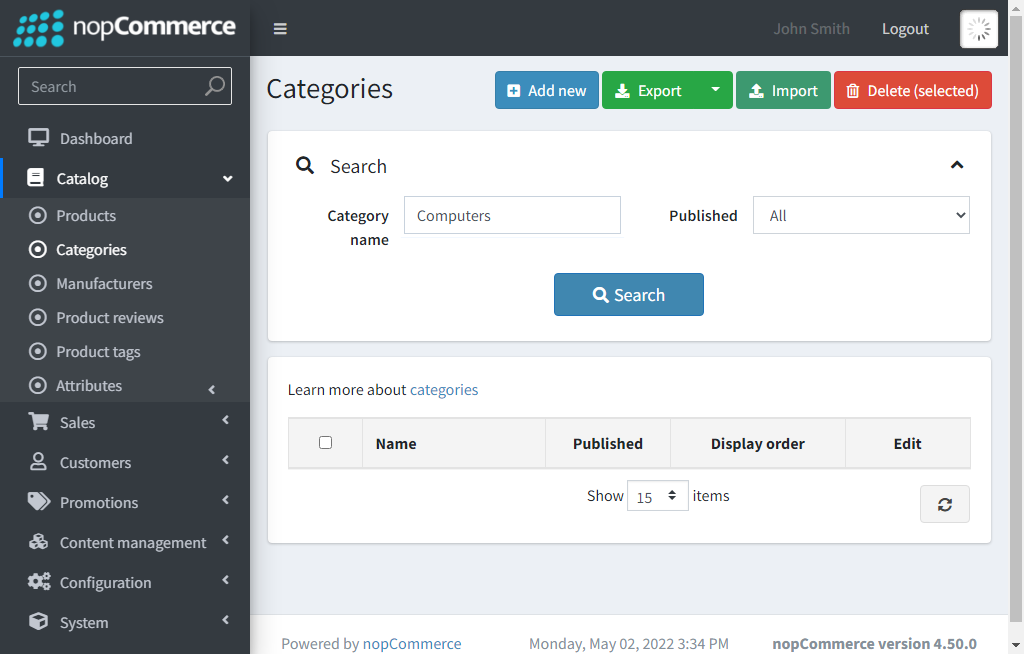 nopCommerce
John Smith
Logout
Search
Dashboard
Catalog
Products
Categories
Manufacturers
Product reviews
Product tags
Attributes
Sales
Customers
Promotions
Content management
Configuration
System
Categories
Add new
Export
Import
Delete (selected)
Search
Category
name
Computers
Published
All
Search
Learn more about categories
Name
Published
Display order
Edit
Show 15 items
Powered by nopCommerce
Monday, May 02, 2022 3:34 PM
nopCommerce version 4.50.0